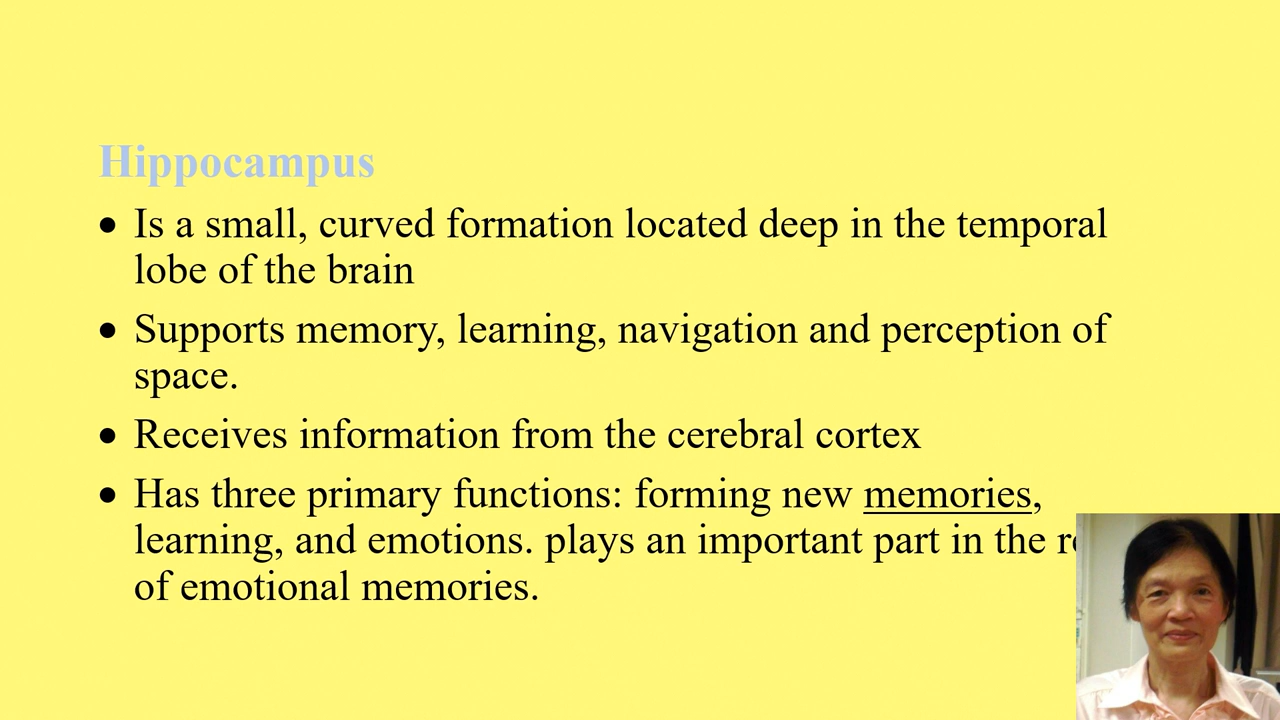 Hippocampus
• Is a small, curved formation located deep in the temporal
lobe of the brain
• Supports memory, learning, navigation and perception of
space.
• Receives information from the cerebral cortex
• Has three primary functions: forming new memories,
learning, and emotions. plays an important part in the
of emotional memories.